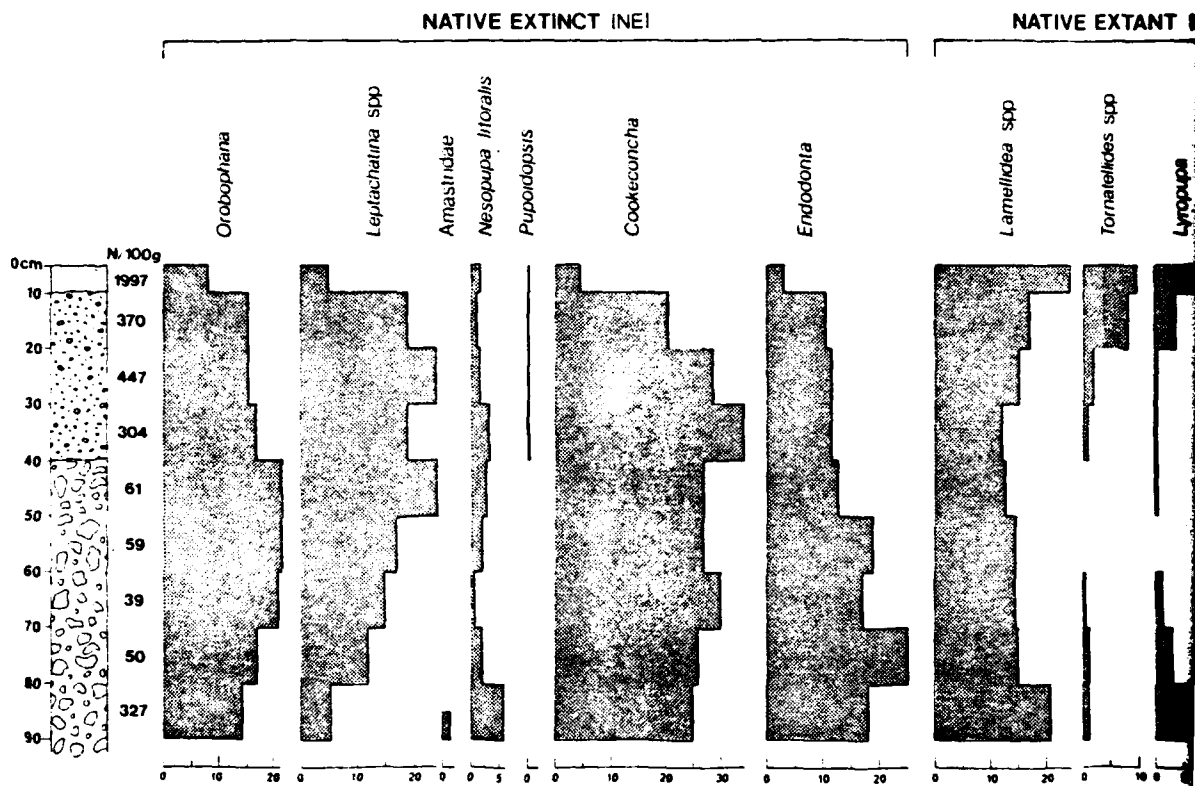 NATIVE EXTINCT (NE)
NATIVE EXTANT
Orobophana
Leptachatina spp
Amastridae
Nesopupa litoralis
Pupoidopsis
Cookeconcha
Endodonta
Lamellidea spp
Tornatellides spp
Lyropupa
N/100g
0cm
1997
10
370
20
447
30
304
40
61
50
59
60
39
70
50
80
327
90
0 10 20
0 10 20
0
0 5
0
0 10 20 30
0 10 20
0 10 20
0 10
0